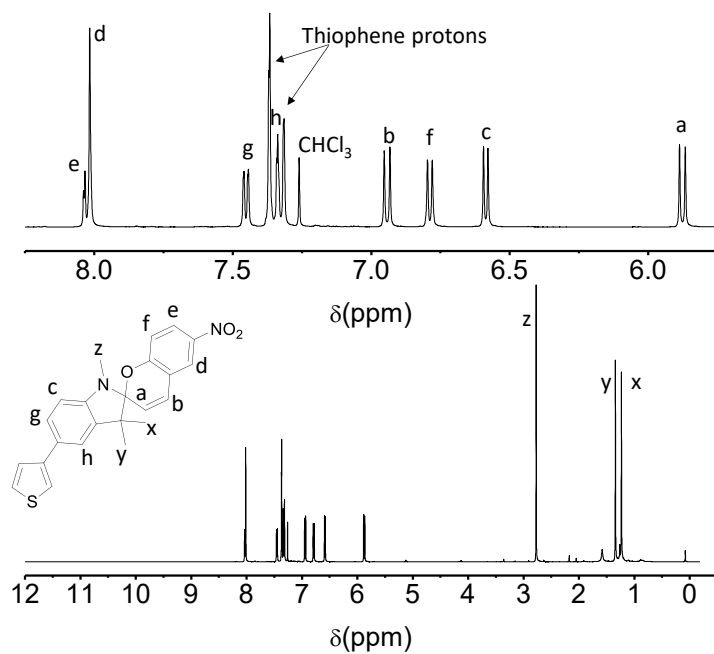 d
Thiophene protons
e
g
h
CHCl₃
b
f
c
a
8.0 7.5 7.0 6.5 6.0
δ(ppm)
z
e
f
NO₂
z
d
O
c
N
a
b
g
x
h
y
S
y
x
12 11 10 9 8 7 6 5 4 3 2 1 0
δ(ppm)